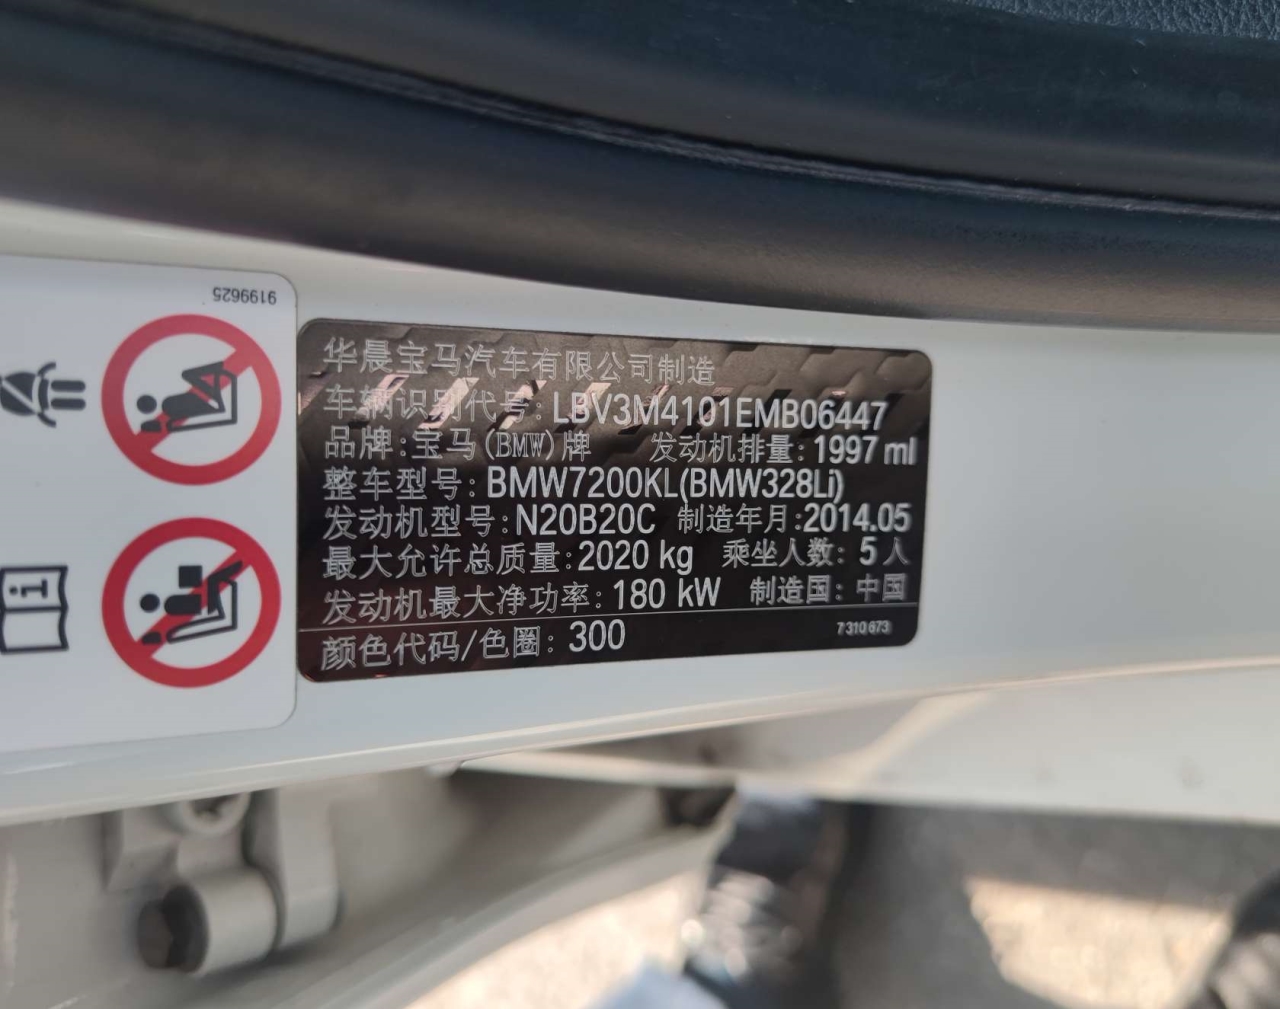 9199625
华晨宝马汽车有限公司制造
车辆识别代号: LBV3M4101EMB06447
品牌: 宝马(BMW)牌 发动机排量: 1997 ml
整车型号: BMW7200KL(BMW328Li)
发动机型号: N20B20C 制造年月:2014.05
最大允许总质量: 2020 kg 乘坐人数: 5人
发动机最大净功率: 180 kW 制造国: 中国
颜色代码/色圈: 300 7310673